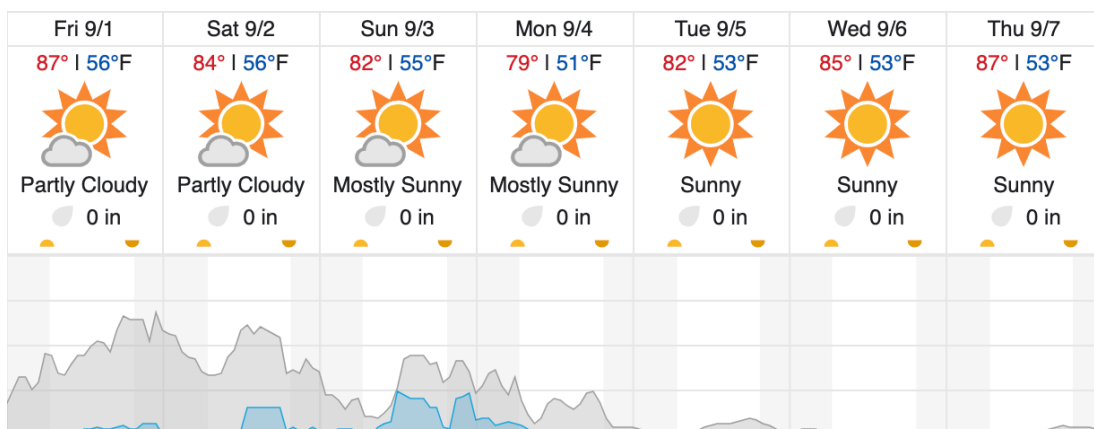 Fri 9/1 Sat 9/2 Sun 9/3 Mon 9/4 Tue 9/5 Wed 9/6 Thu 9/7
87° | 56°F 84° | 56°F 82° | 55°F 79° | 51°F 82° | 53°F 85° | 53°F 87° | 53°F
Partly Cloudy Partly Cloudy Mostly Sunny Mostly Sunny Sunny Sunny Sunny
0 in 0 in 0 in 0 in 0 in 0 in 0 in